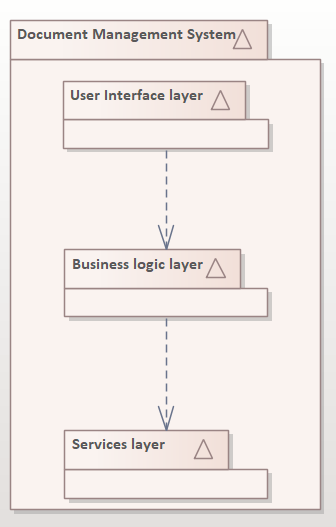 Document Management System
User Interface layer
Business logic layer
Services layer